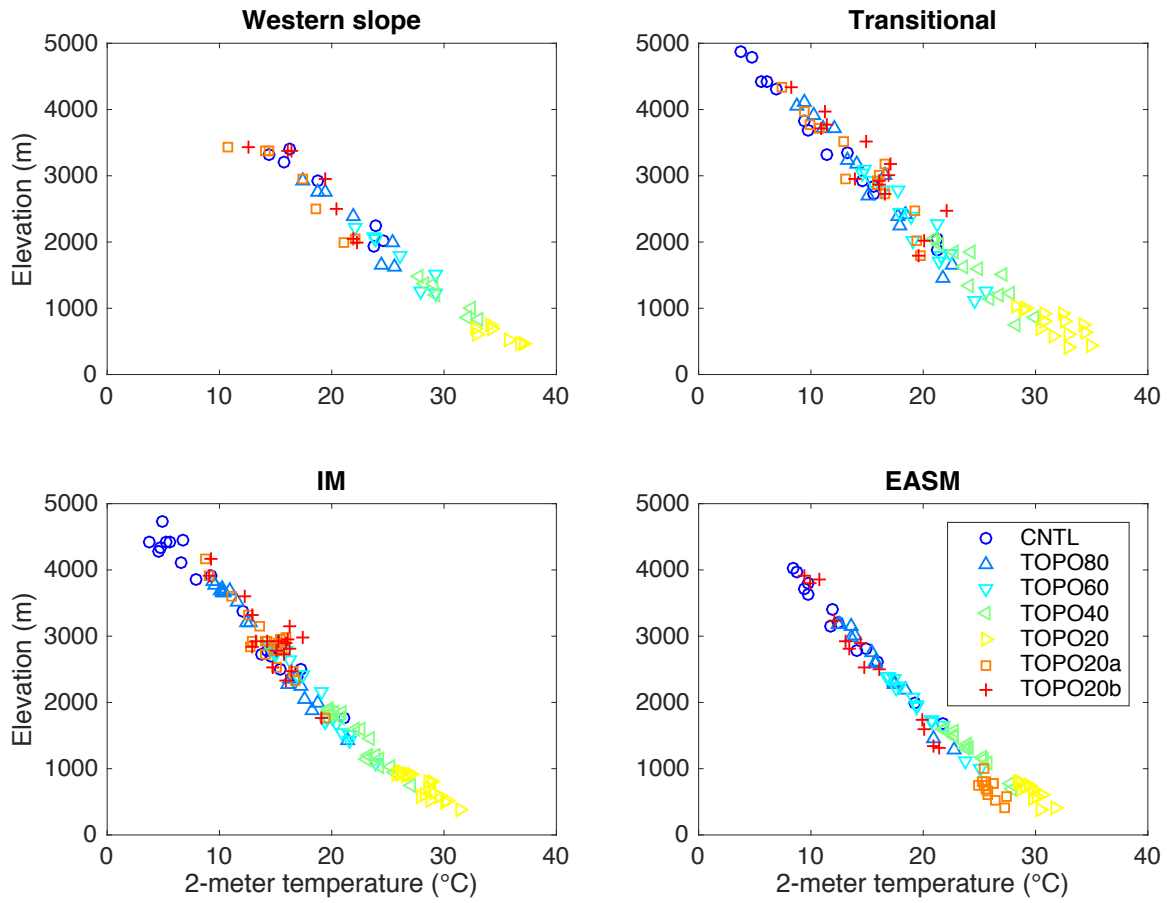 Western slope
Transitional
5000
4000
3000
2000
1000
0
Elevation (m)
0 10 20 30 40
5000
4000
3000
2000
1000
0
0 10 20 30 40
IM
EASM
5000
4000
3000
2000
1000
0
Elevation (m)
0 10 20 30 40
2-meter temperature (°C)
5000
4000
3000
2000
1000
0
0 10 20 30 40
2-meter temperature (°C)
CNTL
TOPO80
TOPO60
TOPO40
TOPO20
TOPO20a
TOPO20b